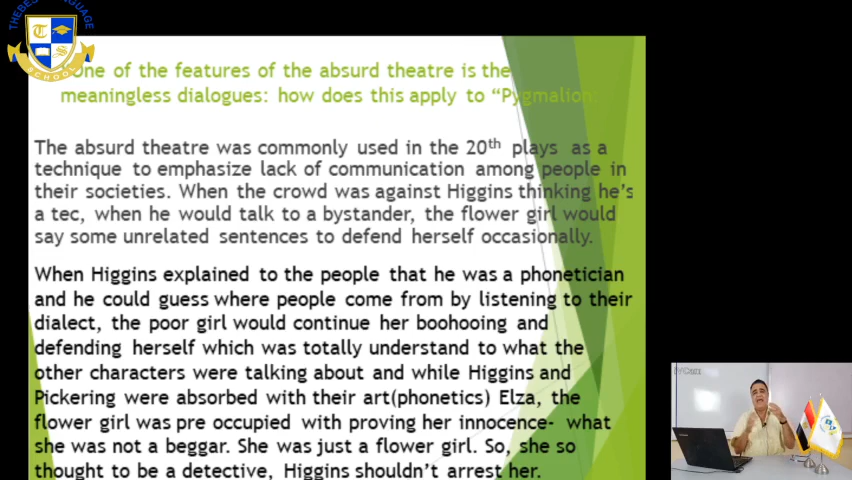 THEBES LANGUAGE
T
S
SCHOOL
One of the features of the absurd theatre is the
meaningless dialogues: how does this apply to “Pygmalion:
The absurd theatre was commonly used in the 20th plays as a
technique to emphasize lack of communication among people in
their societies. When the crowd was against Higgins thinking he’s
a tec, when he would talk to a bystander, the flower girl would
say some unrelated sentences to defend herself occasionally.
When Higgins explained to the people that he was a phonetician
and he could guess where people come from by listening to their
dialect, the poor girl would continue her boohooing and
defending herself which was totally understand to what the
other characters were talking about and while Higgins and
Pickering were absorbed with their art(phonetics) Elza, the
flower girl was pre occupied with proving her innocence- what
she was not a beggar. She was just a flower girl. So, she so
thought to be a detective, Higgins shouldn’t arrest her.